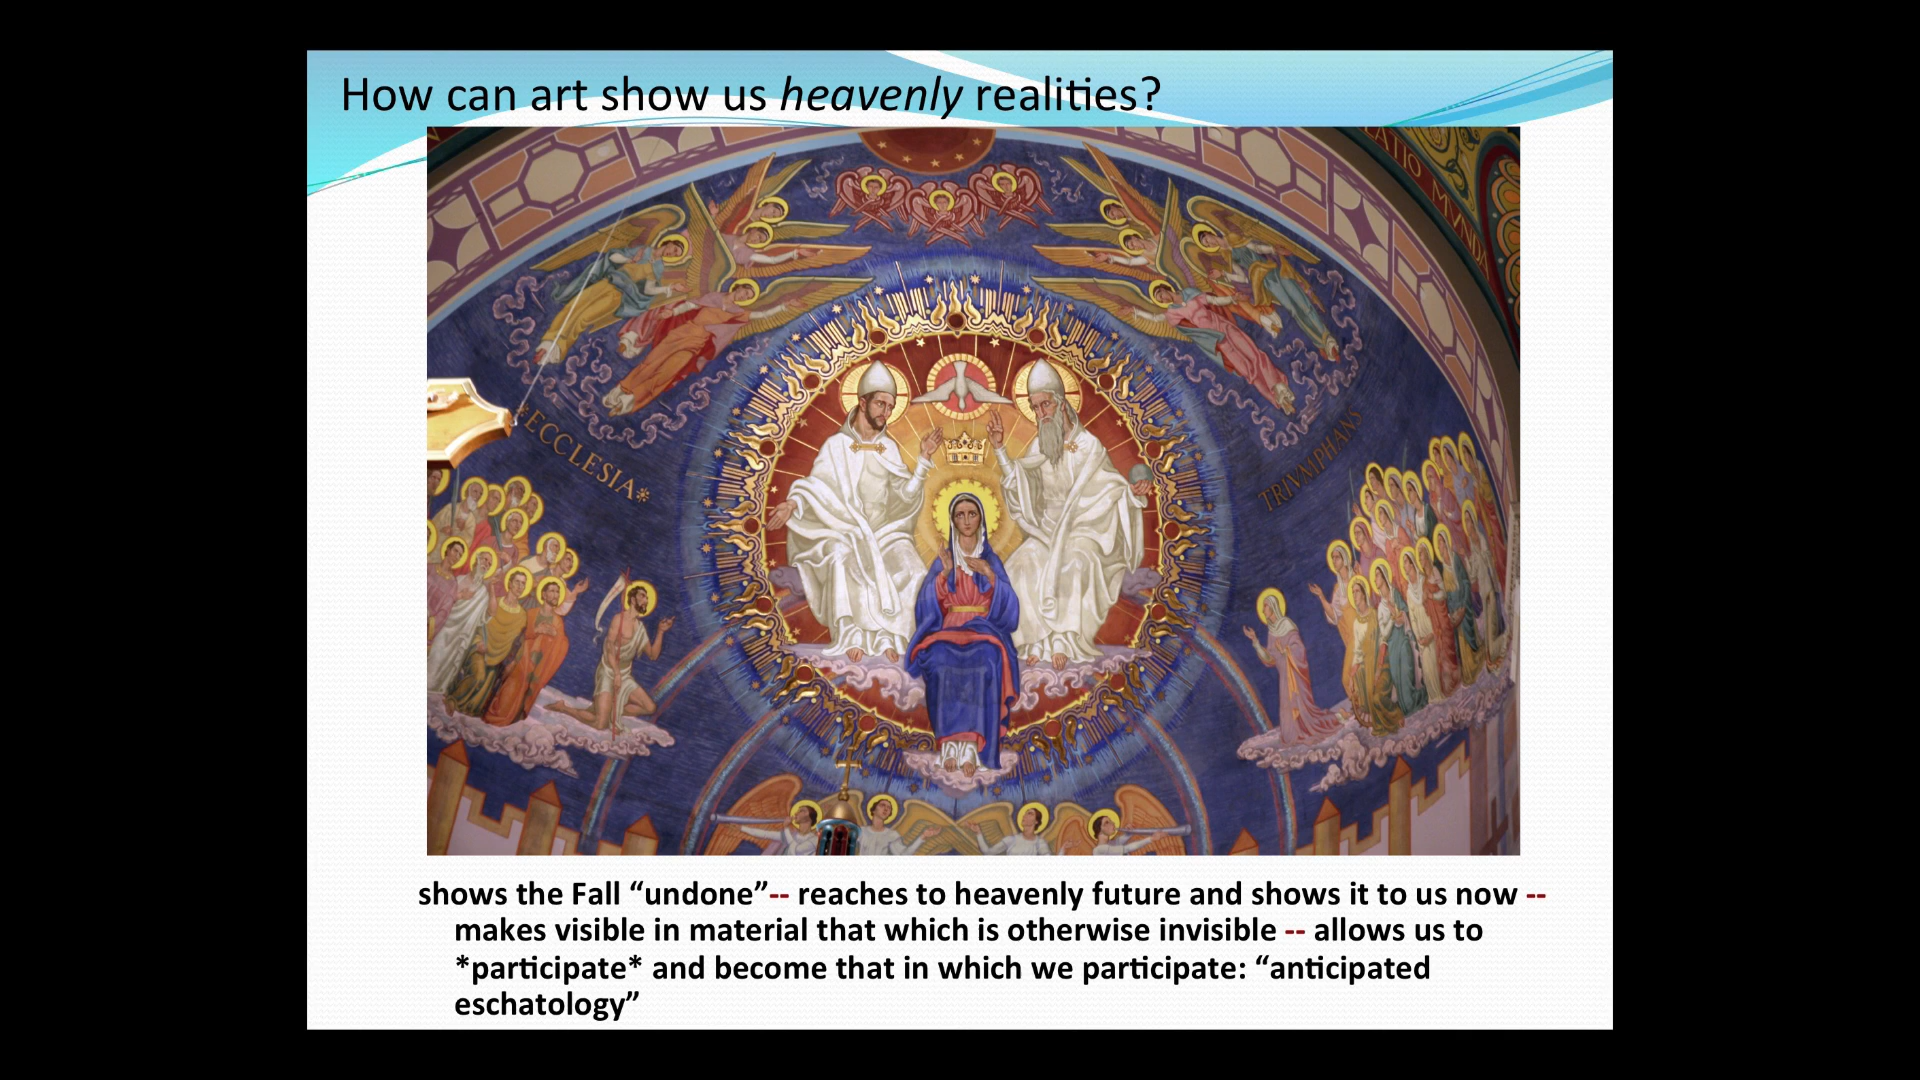 How can art show us heavenly realities?
ATIO MVNDI
*ECCLESIA*
TRIVMPHANS
shows the Fall “undone”-- reaches to heavenly future and shows it to us now --
makes visible in material that which is otherwise invisible -- allows us to
*participate* and become that in which we participate: “anticipated
eschatology”